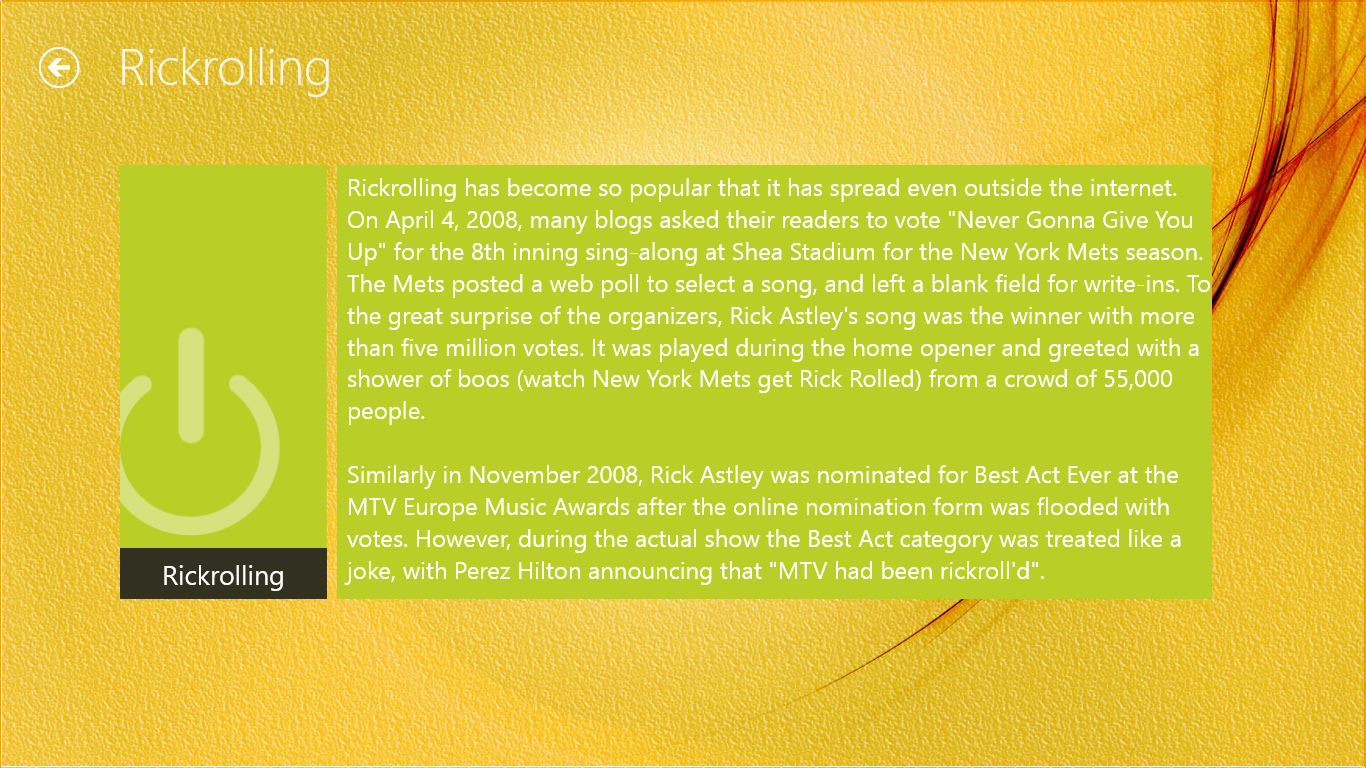 Rickrolling
Rickrolling has become so popular that it has spread even outside the internet.
On April 4, 2008, many blogs asked their readers to vote "Never Gonna Give You
Up" for the 8th inning sing-along at Shea Stadium for the New York Mets season.
The Mets posted a web poll to select a song, and left a blank field for write-ins. To
the great surprise of the organizers, Rick Astley's song was the winner with more
than five million votes. It was played during the home opener and greeted with a
shower of boos (watch New York Mets get Rick Rolled) from a crowd of 55,000
people.
Similarly in November 2008, Rick Astley was nominated for Best Act Ever at the
MTV Europe Music Awards after the online nomination form was flooded with
votes. However, during the actual show the Best Act category was treated like a
joke, with Perez Hilton announcing that "MTV had been rickroll'd".
Rickrolling